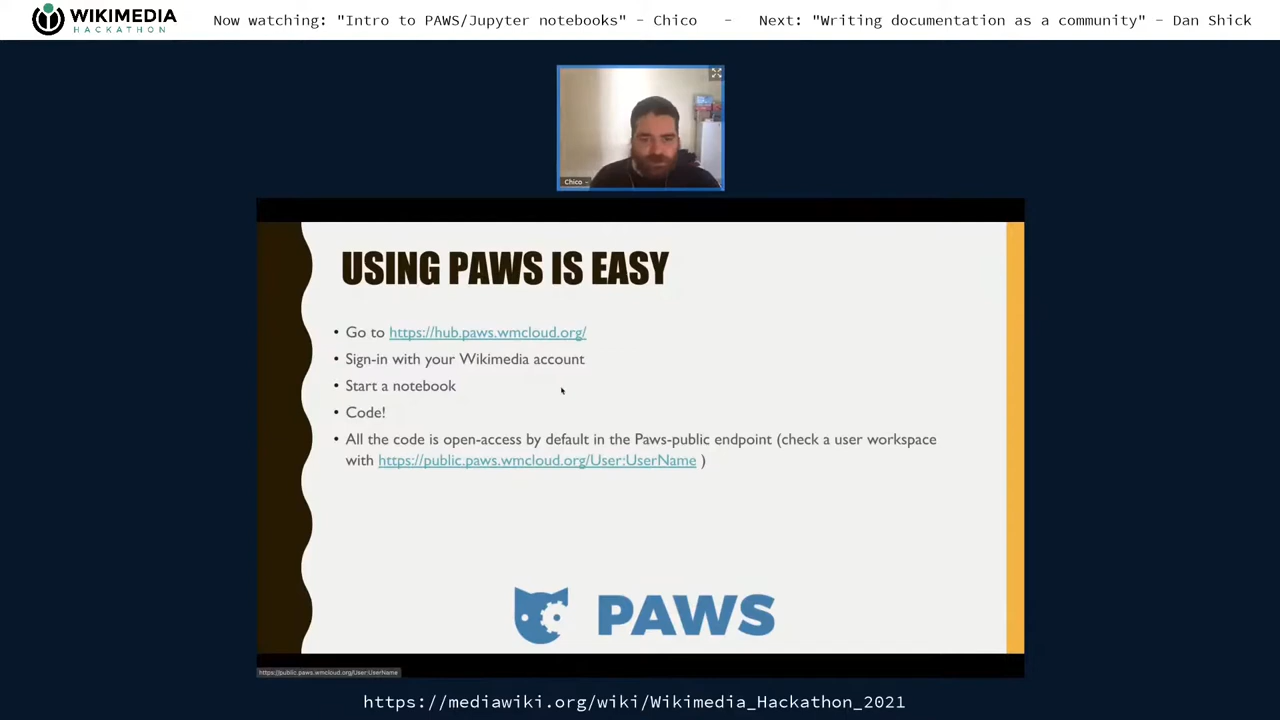 WIKIMEDIA
HACKATHON
Now watching: "Intro to PAWS/Jupyter notebooks" - Chico - Next: "Writing documentation as a community" - Dan Shick
Chico
USING PAWS IS EASY
• Go to https://hub.paws.wmcloud.org/
• Sign-in with your Wikimedia account
• Start a notebook
• Code!
• All the code is open-access by default in the Paws-public endpoint (check a user workspace
with https://public.paws.wmcloud.org/User:UserName )
PAWS
https://public.paws.wmcloud.org/User:UserName
https://mediawiki.org/wiki/Wikimedia_Hackathon_2021